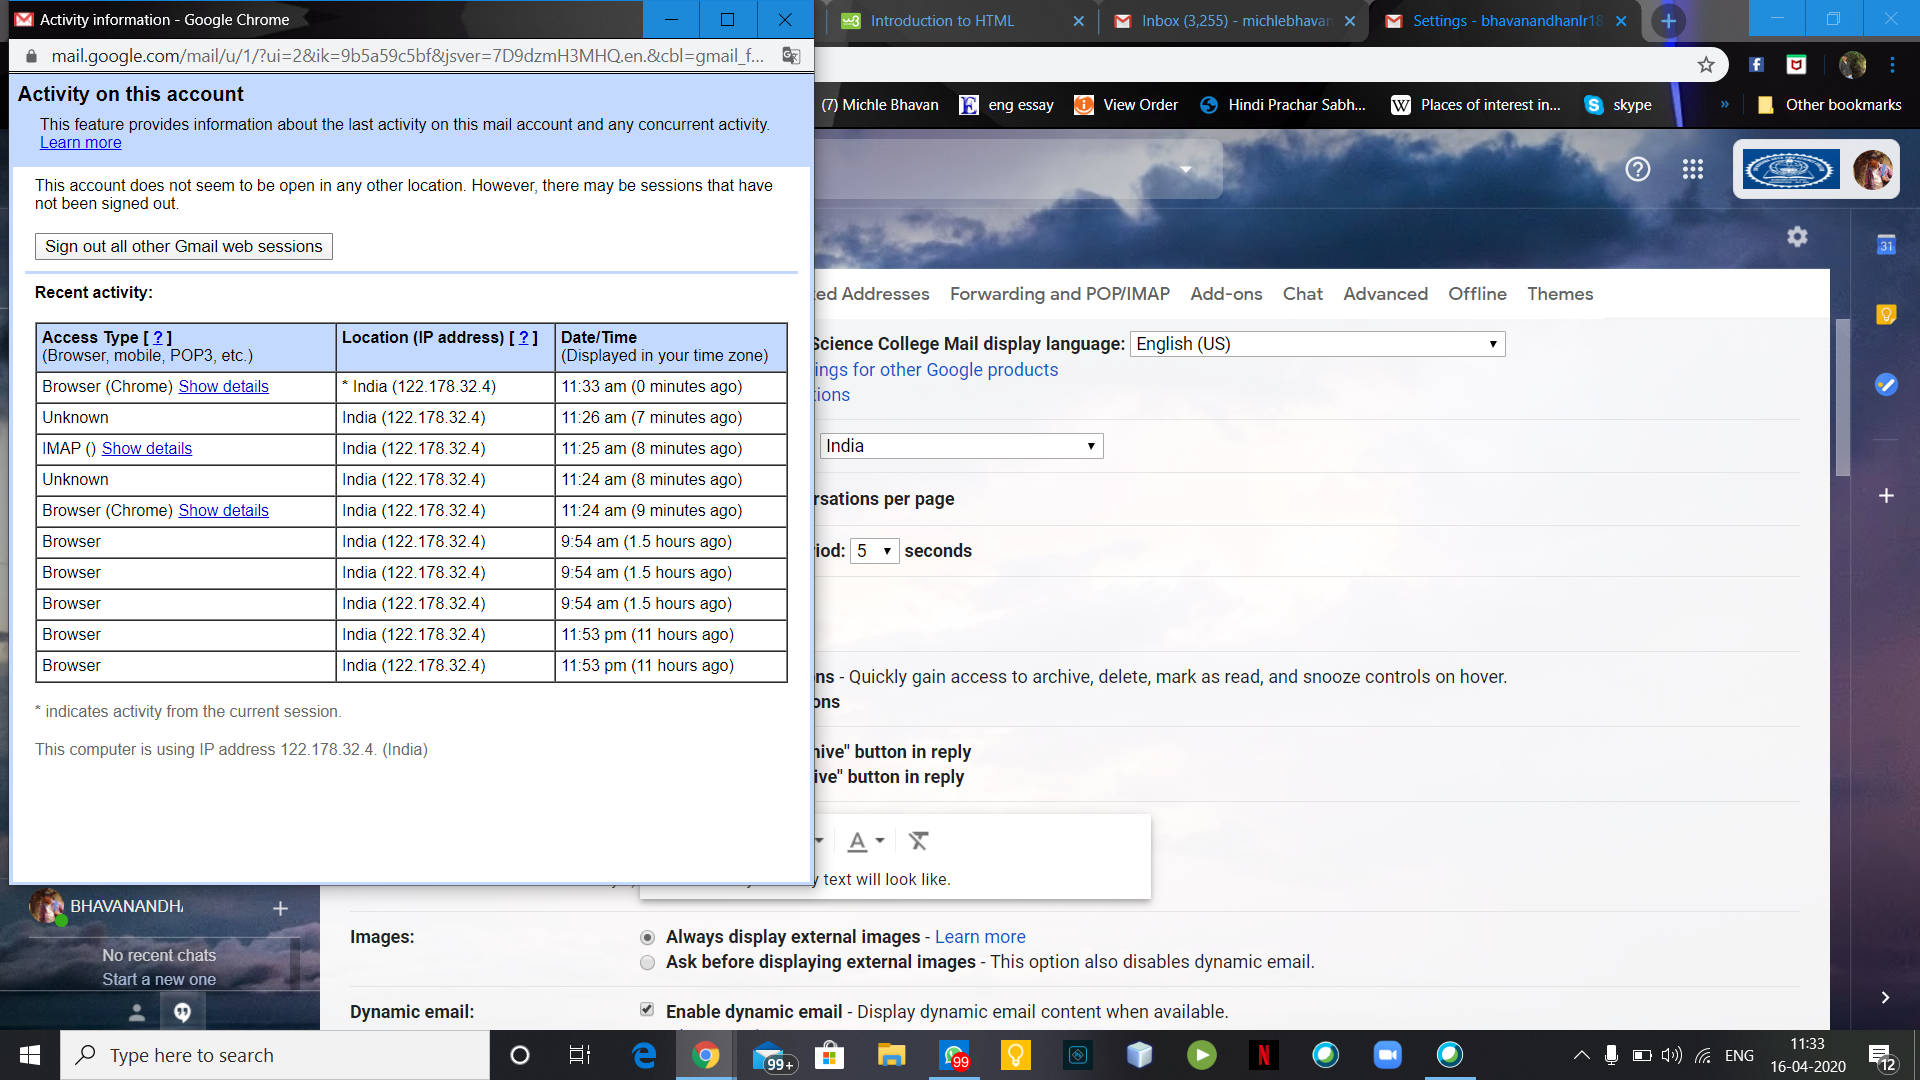 Activity information - Google Chrome
Introduction to HTML
Inbox (3,255) - michlebhavan
Settings - bhavanandhanlr18
mail.google.com/mail/u/1/?ui=2&ik=9b5a59c5bf&jsver=7D9dzmH3MHQ.en.&cbl=gmail_f...
(7) Michle Bhavan
eng essay
View Order
Hindi Prachar Sabh...
Places of interest in...
skype
»
Other bookmarks
Activity on this account
This feature provides information about the last activity on this mail account and any concurrent activity.
Learn more
This account does not seem to be open in any other location. However, there may be sessions that have
not been signed out.
Sign out all other Gmail web sessions
Recent activity:
Access Type [ ? ]
(Browser, mobile, POP3, etc.)
Location (IP address) [ ? ]
Date/Time
(Displayed in your time zone)
Browser (Chrome) Show details * India (122.178.32.4) 11:33 am (0 minutes ago)
Unknown India (122.178.32.4) 11:26 am (7 minutes ago)
IMAP () Show details India (122.178.32.4) 11:25 am (8 minutes ago)
Unknown India (122.178.32.4) 11:24 am (8 minutes ago)
Browser (Chrome) Show details India (122.178.32.4) 11:24 am (9 minutes ago)
Browser India (122.178.32.4) 9:54 am (1.5 hours ago)
Browser India (122.178.32.4) 9:54 am (1.5 hours ago)
Browser India (122.178.32.4) 9:54 am (1.5 hours ago)
Browser India (122.178.32.4) 11:53 pm (11 hours ago)
Browser India (122.178.32.4) 11:53 pm (11 hours ago)
* indicates activity from the current session.
This computer is using IP address 122.178.32.4. (India)
ed Addresses Forwarding and POP/IMAP Add-ons Chat Advanced Offline Themes
Science College Mail display language: English (US)
ings for other Google products
tions
India
rsations per page
iod: 5 seconds
ns - Quickly gain access to archive, delete, mark as read, and snooze controls on hover.
ons
hive" button in reply
ive" button in reply
A
y text will look like.
Images:
Always display external images - Learn more
Ask before displaying external images - This option also disables dynamic email.
Dynamic email:
Enable dynamic email - Display dynamic email content when available.
31
BHAVANANDH
No recent chats
Start a new one
Type here to search
99+
99
N
ENG
11:33
16-04-2020
12